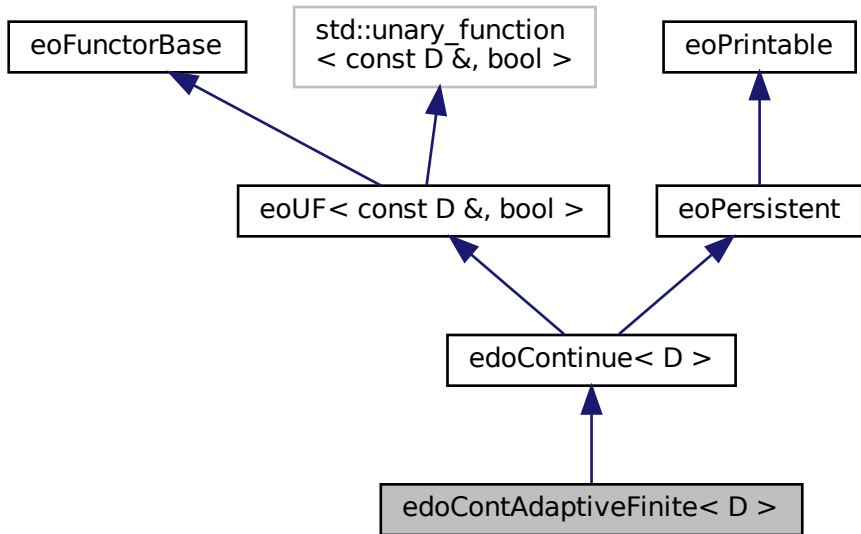 eoFunctorBase
std::unary_function
< const D &, bool >
eoPrintable
eoUF< const D &, bool >
eoPersistent
edoContinue< D >
edoContAdaptiveFinite< D >